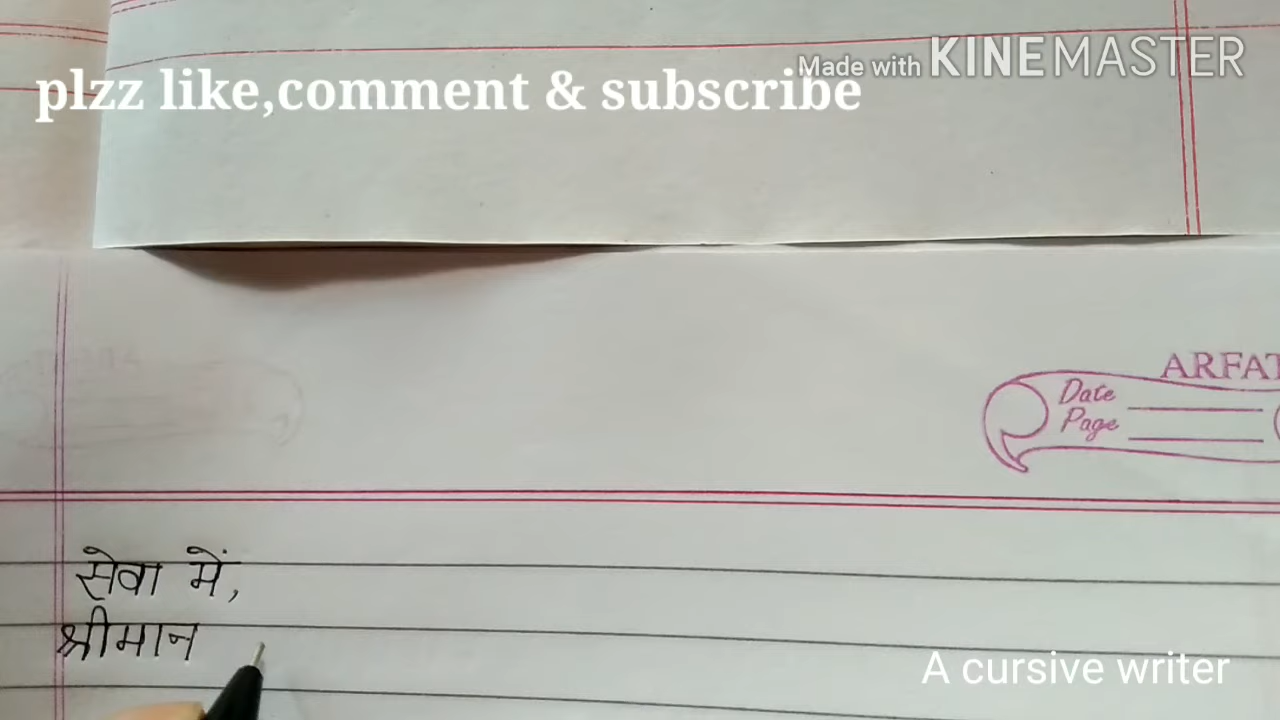 Made with KINEMASTER
plzz like,comment & subscribe
ARFAT
Date
Page
सेवा में,
श्रीमान
A cursive writer